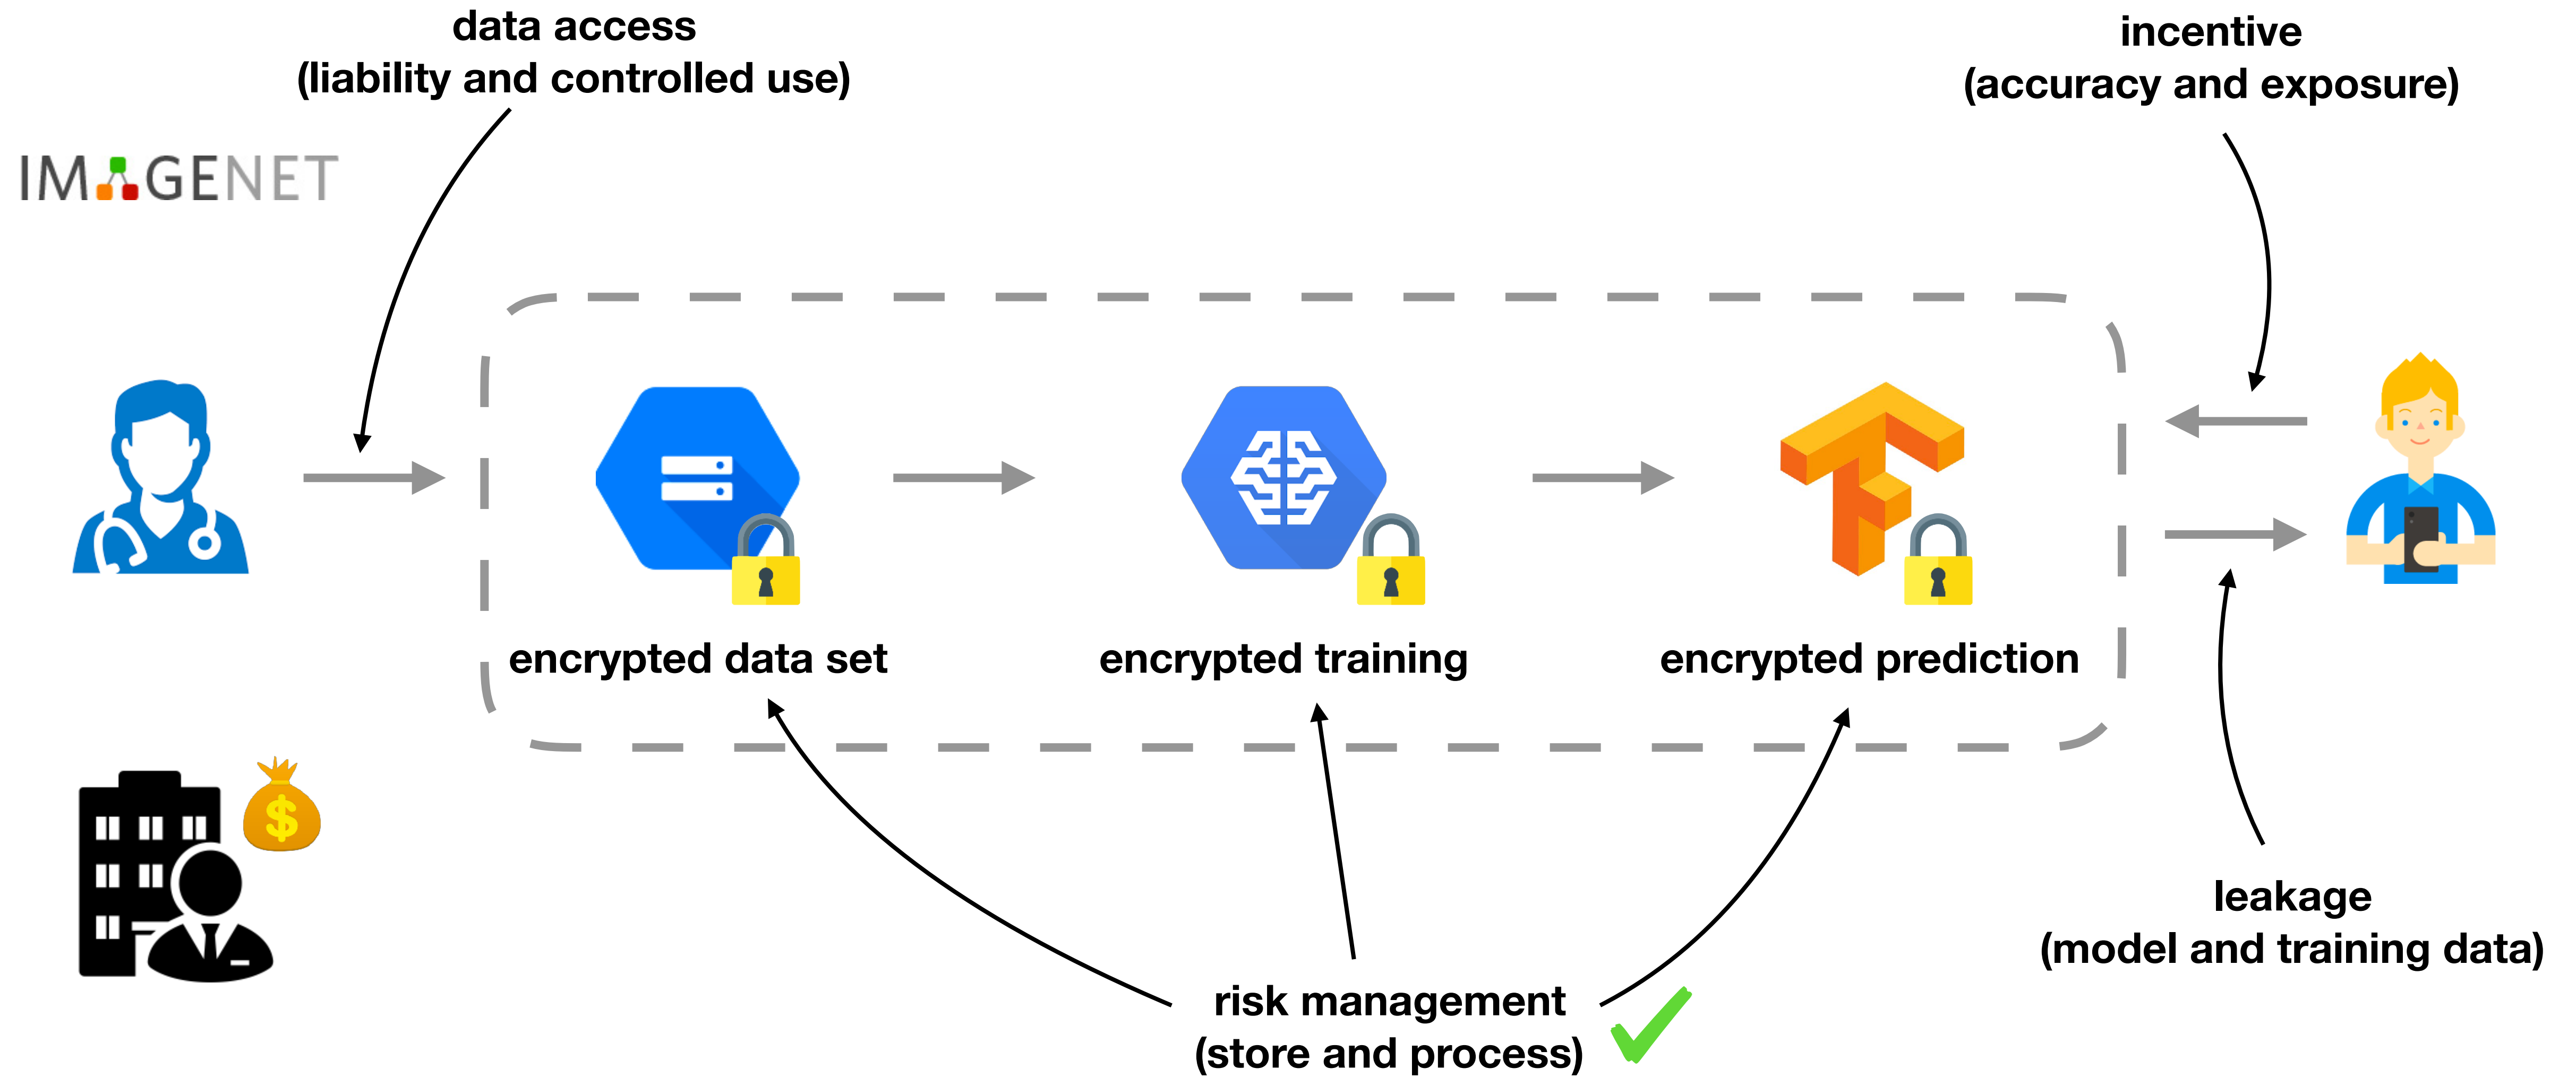 data access
(liability and controlled use)
incentive
(accuracy and exposure)
IMAGENET
encrypted data set
encrypted training
encrypted prediction
$
leakage
(model and training data)
risk management
(store and process)